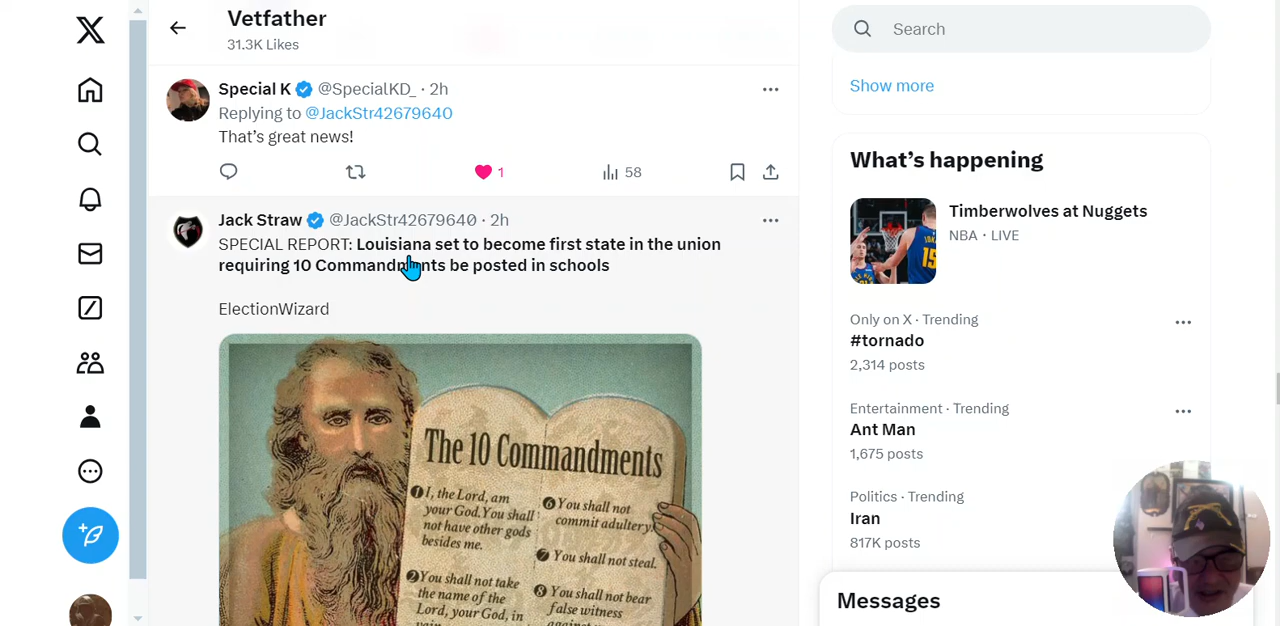 Vetfather
31.3K Likes
Special K @SpecialKD_ · 2h
Replying to @JackStr42679640
That's great news!
1
58
Jack Straw @JackStr42679640 · 2h
SPECIAL REPORT: Louisiana set to become first state in the union
requiring 10 Commandments be posted in schools
ElectionWizard
The 10 Commandments
1 I, the Lord, am
your God. You shall
not have other gods
besides me.
2 You shall not take
the name of the
Lord, your God, in
6 You shall not
commit adultery.
7 You shall not steal.
8 You shall not bear
false witness
Search
Show more
What's happening
Timberwolves at Nuggets
NBA · LIVE
Only on X · Trending
#tornado
2,314 posts
Entertainment · Trending
Ant Man
1,675 posts
Politics · Trending
Iran
817K posts
Messages